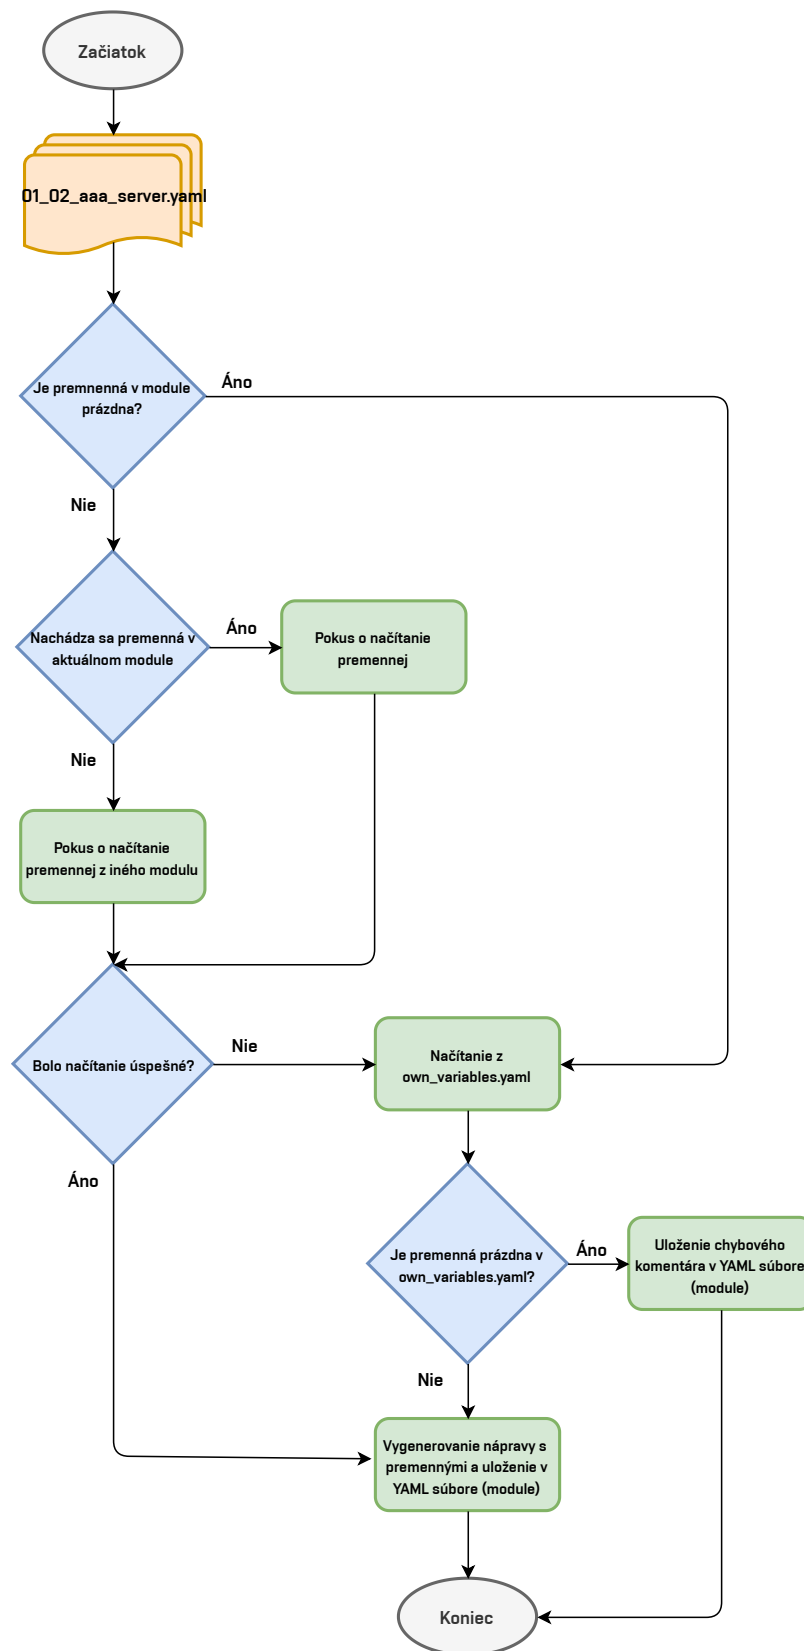 Začiatok
01_02_aaa_server.yaml
Je premnenná v module
prázdna?
Áno
Nie
Nachádza sa premenná v
aktuálnom module
Áno
Pokus o načítanie
premennej
Nie
Pokus o načítanie
premennej z iného modulu
Bolo načítanie úspešné?
Nie
Načítanie z
own_variables.yaml
Áno
Je premenná prázdna v
own_variables.yaml?
Áno
Uloženie chybového
komentára v YAML súbore
(module)
Nie
Vygenerovanie nápravy s
premennými a uloženie v
YAML súbore (module)
Koniec